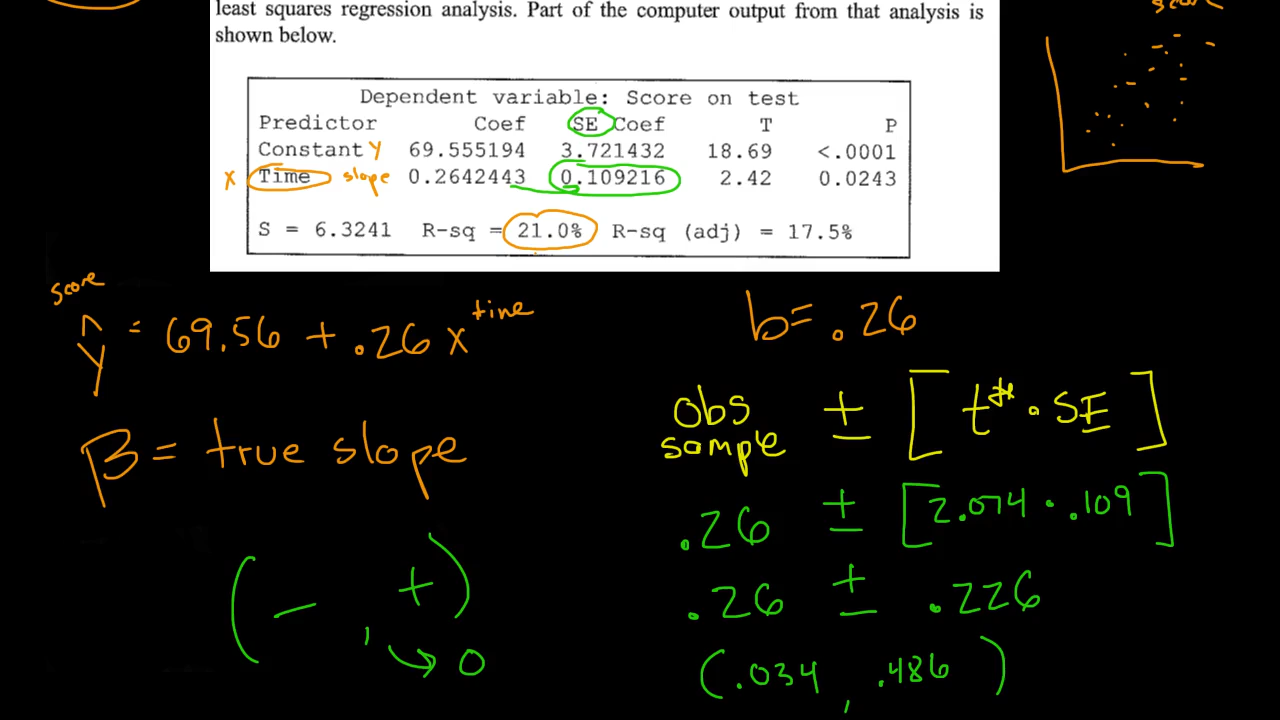 score
least squares regression analysis. Part of the computer output from that analysis is
shown below.
Dependent variable: Score on test
Predictor Coef SE Coef T P
Constant Y 69.555194 3.721432 18.69 <.0001
X Time slope 0.2642443 0.109216 2.42 0.0243
S = 6.3241 R-sq = 21.0% R-sq (adj) = 17.5%
score
ŷ = 69.56 + .26 x time
b = .26
β = true slope
obs sample ± [ t* · SE ]
.26 ± [2.074 · .109]
(−, +)
→ 0
.26 ± .226
(.034, .486)